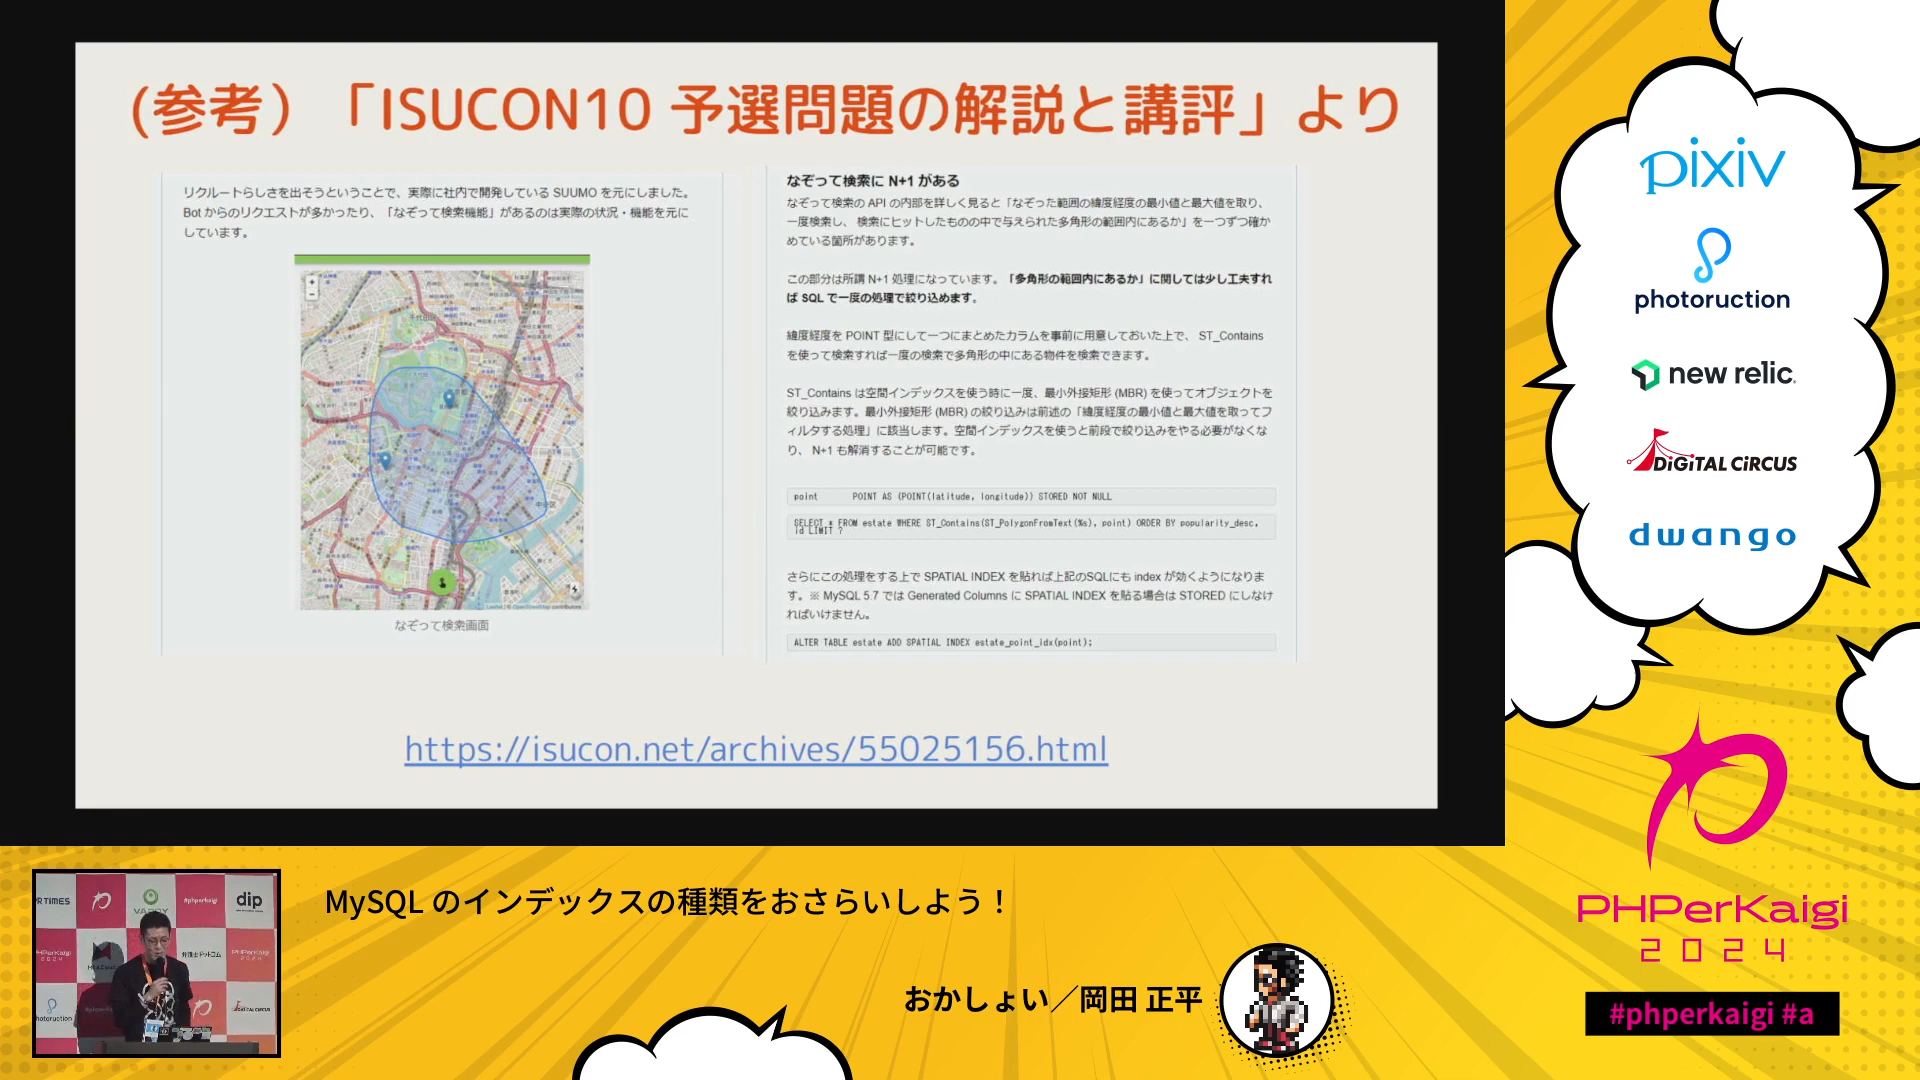 (参考）「ISUCON10 予選問題の解説と講評」より
リクルートらしさを出そうということで、実際に社内で開発している SUUMO を元にしました。
Bot からのリクエストが多かったり、「なぞって検索機能」があるのは実際の状況・機能を元に
しています。
なぞって検索画面
なぞって検索に N+1 がある
なぞって検索の API の内部を詳しく見ると「なぞった範囲の緯度経度の最小値と最大値を取り、
一度検索し、 検索にヒットしたものの中で与えられた多角形の範囲内にあるか」を一つずつ確か
めている箇所があります。
この部分は所謂 N+1 処理になっています。「多角形の範囲内にあるか」に関しては少し工夫すれ
ば SQL で一度の処理で絞り込めます。
緯度経度を POINT 型にして一つにまとめたカラムを事前に用意しておいた上で、 ST_Contains
を使って検索すれば一度の検索で多角形の中にある物件を検索できます。
ST_Contains は空間インデックスを使う時に一度、最小外接矩形 (MBR) を使ってオブジェクトを
絞り込みます。最小外接矩形 (MBR) の絞り込みは前述の「緯度経度の最小値と最大値を取ってフ
ィルタする処理」に該当します。空間インデックスを使うと前段で絞り込みをやる必要がなくな
り、 N+1 も解消することが可能です。
point POINT AS (POINT(latitude, longitude)) STORED NOT NULL
SELECT * FROM estate WHERE ST_Contains(ST_PolygonFromText(%s), point) ORDER BY popularity_desc,
id LIMIT ?
さらにこの処理をする上で SPATIAL INDEX を貼れば上記のSQLにも index が効くようになりま
す。※ MySQL 5.7 では Generated Columns に SPATIAL INDEX を貼る場合は STORED にしなけ
ればいけません。
ALTER TABLE estate ADD SPATIAL INDEX estate_point_idx(point);
https://isucon.net/archives/55025156.html
pixiv
photoruction
new relic.
DIGITAL CIRCUS
dwango
PHPerKaigi
2024
#phperkaigi #a
MySQL のインデックスの種類をおさらいしよう！
おかしょい／岡田 正平
R TIMES
#phperkaigi
dip
弁護士ドットコム